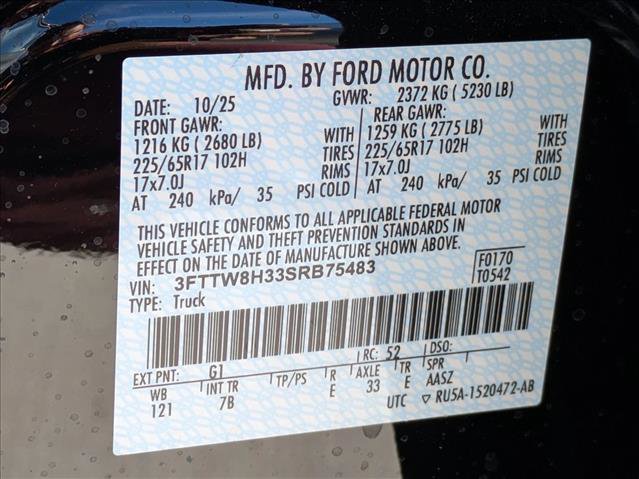 MFD. BY FORD MOTOR CO.
DATE: 10/25 GVWR: 2372 KG ( 5230 LB)
FRONT GAWR: REAR GAWR:
1216 KG ( 2680 LB) WITH 1259 KG ( 2775 LB) WITH
225/65R17 102H TIRES 225/65R17 102H TIRES
17x7.0J RIMS 17x7.0J RIMS
AT 240 kPa/ 35 PSI COLD AT 240 kPa/ 35 PSI COLD
THIS VEHICLE CONFORMS TO ALL APPLICABLE FEDERAL MOTOR
VEHICLE SAFETY AND THEFT PREVENTION STANDARDS IN
EFFECT ON THE DATE OF MANUFACTURE SHOWN ABOVE.
VIN: 3FTTW8H33SRB75483 F0170
TYPE: Truck T0542
EXT PNT: G1 RC: 52 DSO:
WB INT TR TP/PS R AXLE TR SPR
121 7B E 33 E AASZ
UTC ▽ RU5A-1520472-AB